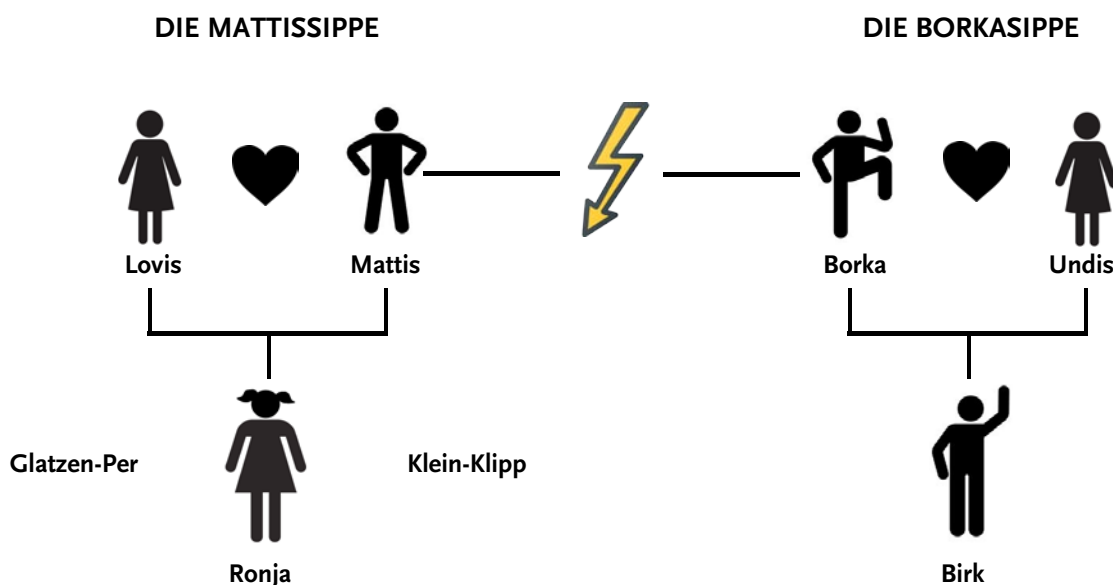 DIE MATTISSIPPE
DIE BORKASIPPE
Lovis
Mattis
Borka
Undis
Glatzen-Per
Klein-Klipp
Ronja
Birk